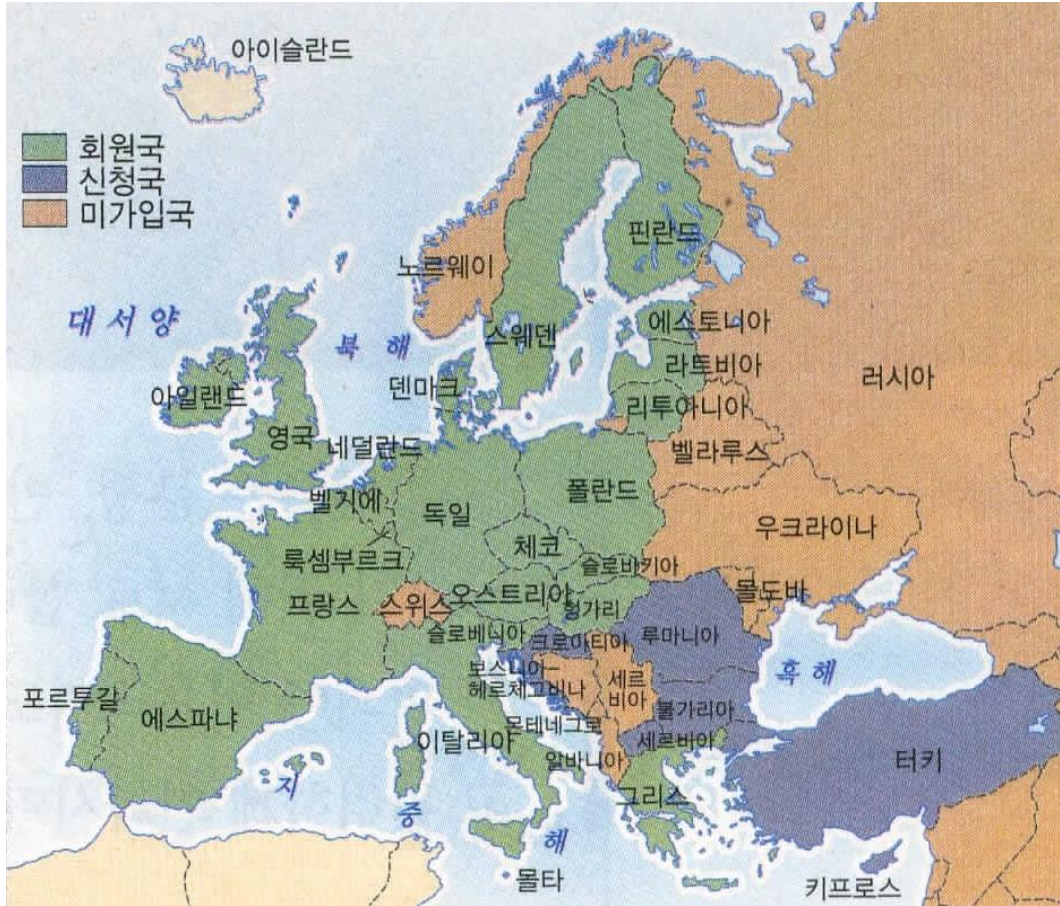 아이슬란드
회원국
신청국
미가입국
핀란드
노르웨이
대서양
북해
스웨덴
에스토니아
라트비아
러시아
덴마크
아일랜드
리투아니아
영국
네덜란드
벨라루스
벨기에
독일
폴란드
우크라이나
체코
룩셈부르크
슬로바키아
프랑스
스위스
오스트리아
헝가리
몰도바
슬로베니아
크로아티아
루마니아
보스니아–
헤르체고비나
세르
비아
흑해
포르투갈
에스파냐
불가리아
몬테네그로
이탈리아
세르비아
알바니아
터키
지
중
해
그리스
몰타
키프로스